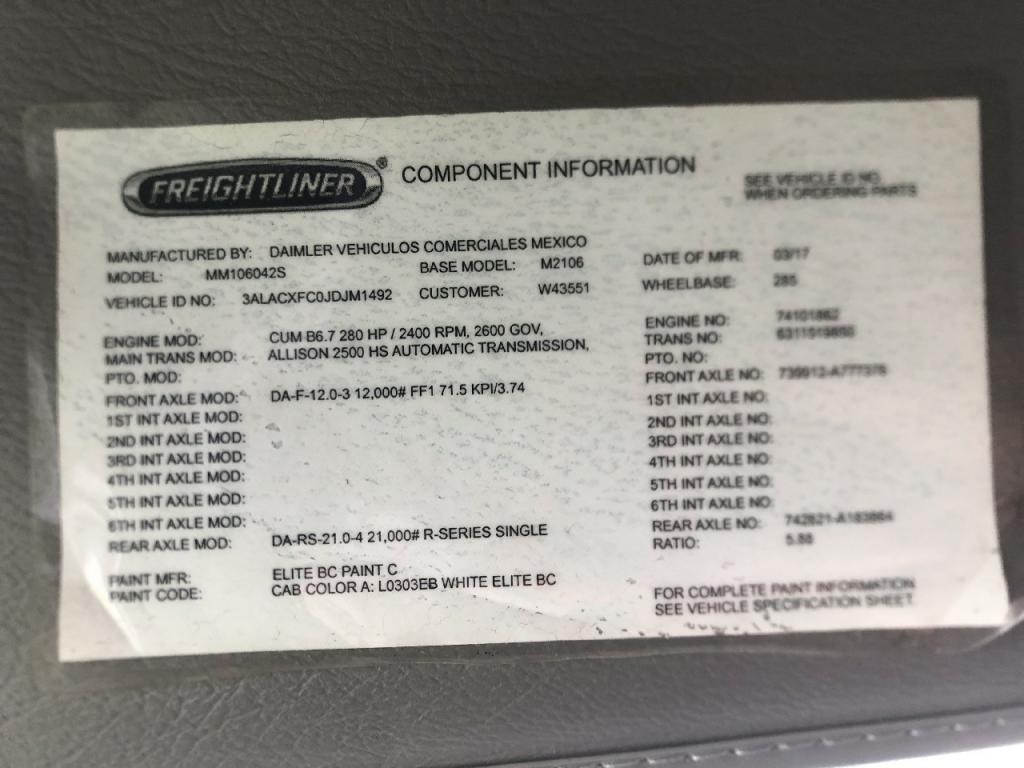 FREIGHTLINER® COMPONENT INFORMATION
SEE VEHICLE ID NO.
WHEN ORDERING PARTS
MANUFACTURED BY: DAIMLER VEHICULOS COMERCIALES MEXICO
DATE OF MFR: 03/17
MODEL: MM106042S BASE MODEL: M2106
WHEELBASE: 285
VEHICLE ID NO: 3ALACXFC0JDJM1492 CUSTOMER: W43551
ENGINE MOD: CUM B6.7 280 HP / 2400 RPM, 2600 GOV,
ENGINE NO: 74101862
MAIN TRANS MOD: ALLISON 2500 HS AUTOMATIC TRANSMISSION,
TRANS NO:
PTO. MOD:
PTO. NO:
FRONT AXLE MOD: DA-F-12.0-3 12,000# FF1 71.5 KPI/3.74
FRONT AXLE NO:
1ST INT AXLE MOD:
1ST INT AXLE NO:
2ND INT AXLE MOD:
2ND INT AXLE NO:
3RD INT AXLE MOD:
3RD INT AXLE NO:
4TH INT AXLE MOD:
4TH INT AXLE NO:
5TH INT AXLE MOD:
5TH INT AXLE NO:
6TH INT AXLE MOD:
6TH INT AXLE NO:
REAR AXLE MOD: DA-RS-21.0-4 21,000# R-SERIES SINGLE
REAR AXLE NO:
RATIO: 5.88
PAINT MFR: ELITE BC PAINT C
PAINT CODE: CAB COLOR A: L0303EB WHITE ELITE BC
FOR COMPLETE PAINT INFORMATION
SEE VEHICLE SPECIFICATION SHEET.